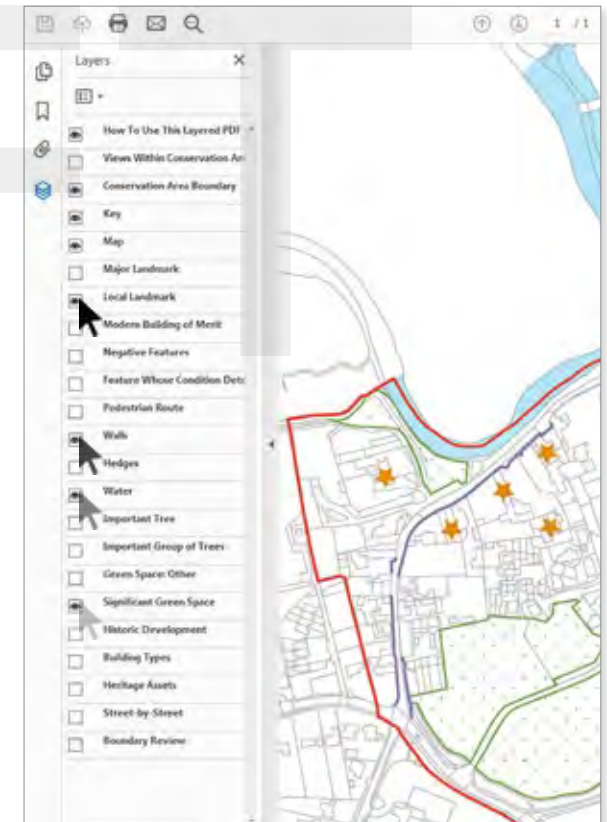 1 / 1
Layers
How To Use This Layered PDF
Views Within Conservation Are
Conservation Area Boundary
Key
Map
Major Landmark
Local Landmark
Modern Building of Merit
Negative Features
Feature Whose Condition Detr
Pedestrian Route
Walls
Hedges
Water
Important Tree
Important Group of Trees
Green Space: Other
Significant Green Space
Historic Development
Building Types
Heritage Assets
Street-by-Street
Boundary Review